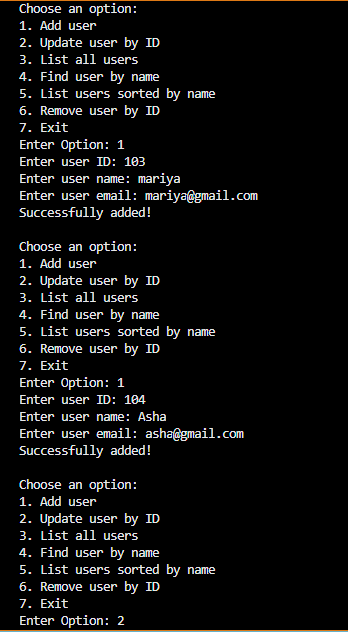 Choose an option:
1. Add user
2. Update user by ID
3. List all users
4. Find user by name
5. List users sorted by name
6. Remove user by ID
7. Exit
Enter Option: 1
Enter user ID: 103
Enter user name: mariya
Enter user email: mariya@gmail.com
Successfully added!

Choose an option:
1. Add user
2. Update user by ID
3. List all users
4. Find user by name
5. List users sorted by name
6. Remove user by ID
7. Exit
Enter Option: 1
Enter user ID: 104
Enter user name: Asha
Enter user email: asha@gmail.com
Successfully added!

Choose an option:
1. Add user
2. Update user by ID
3. List all users
4. Find user by name
5. List users sorted by name
6. Remove user by ID
7. Exit
Enter Option: 2